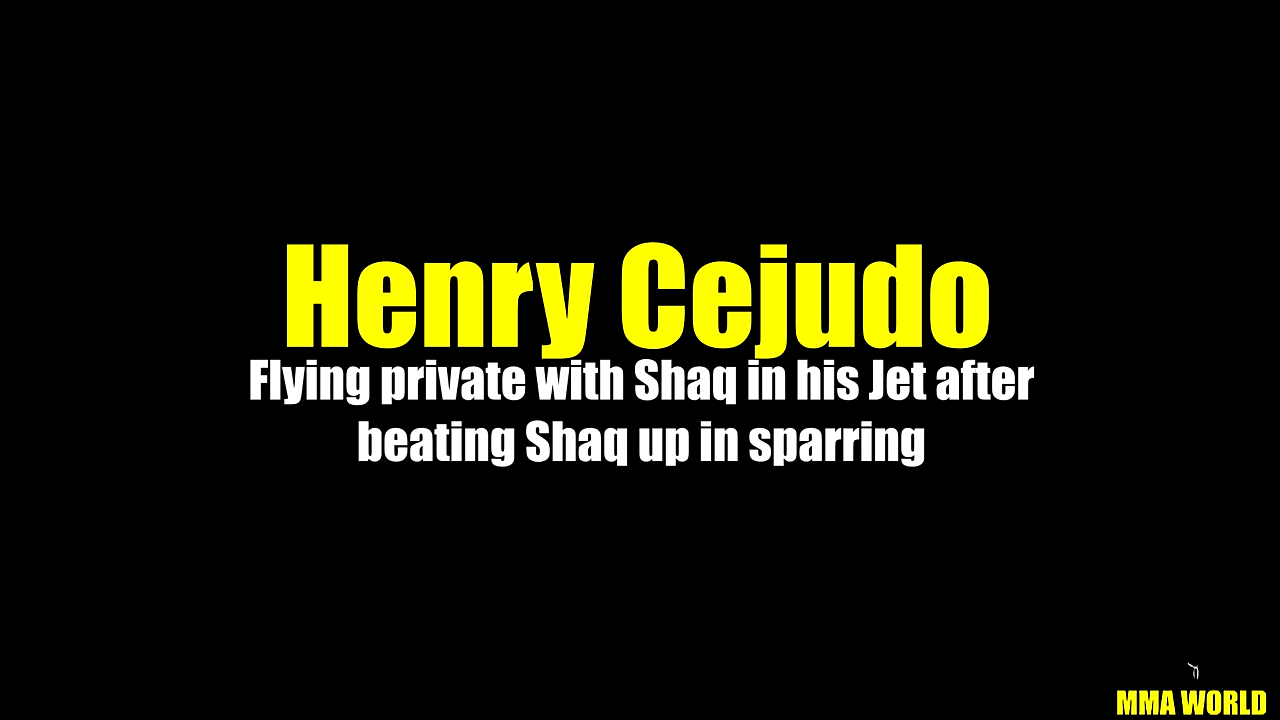 Henry Cejudo
Flying private with Shaq in his Jet after
beating Shaq up in sparring
MMA WORLD